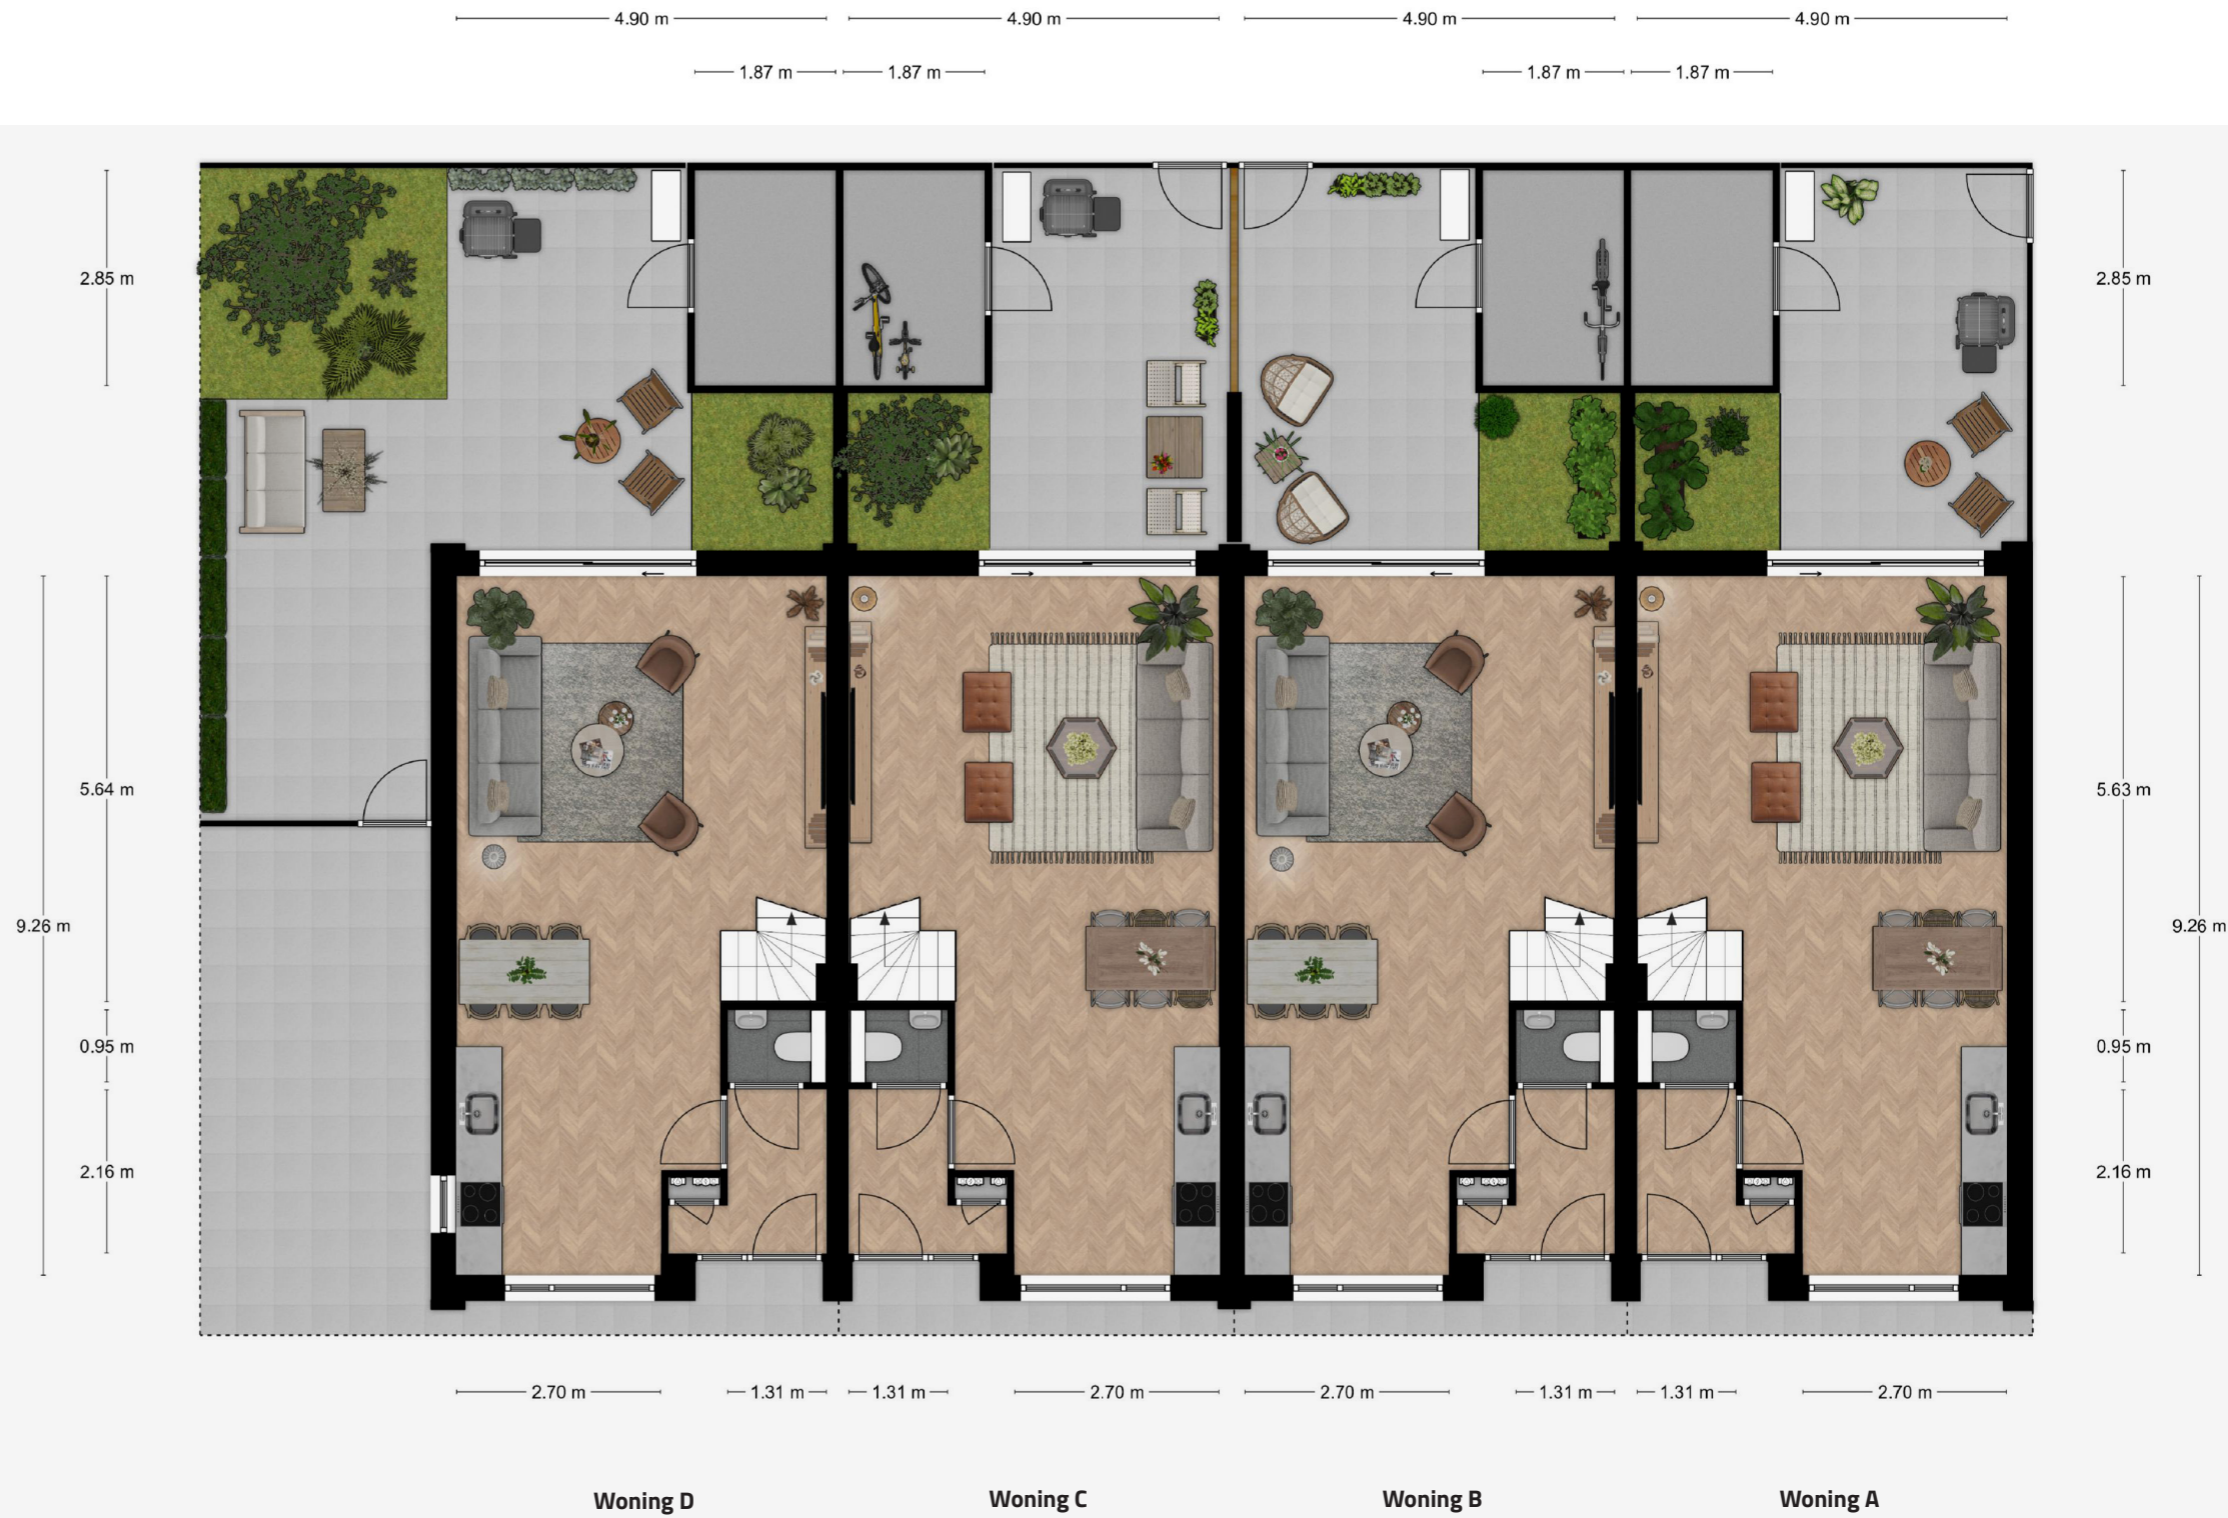 4.90 m 4.90 m 4.90 m 4.90 m
1.87 m 1.87 m 1.87 m 1.87 m
2.85 m 2.85 m
5.64 m 5.63 m
9.26 m 9.26 m
0.95 m 0.95 m
2.16 m 2.16 m
2.70 m 1.31 m 1.31 m 2.70 m 2.70 m 1.31 m 1.31 m 2.70 m
Woning D Woning C Woning B Woning A